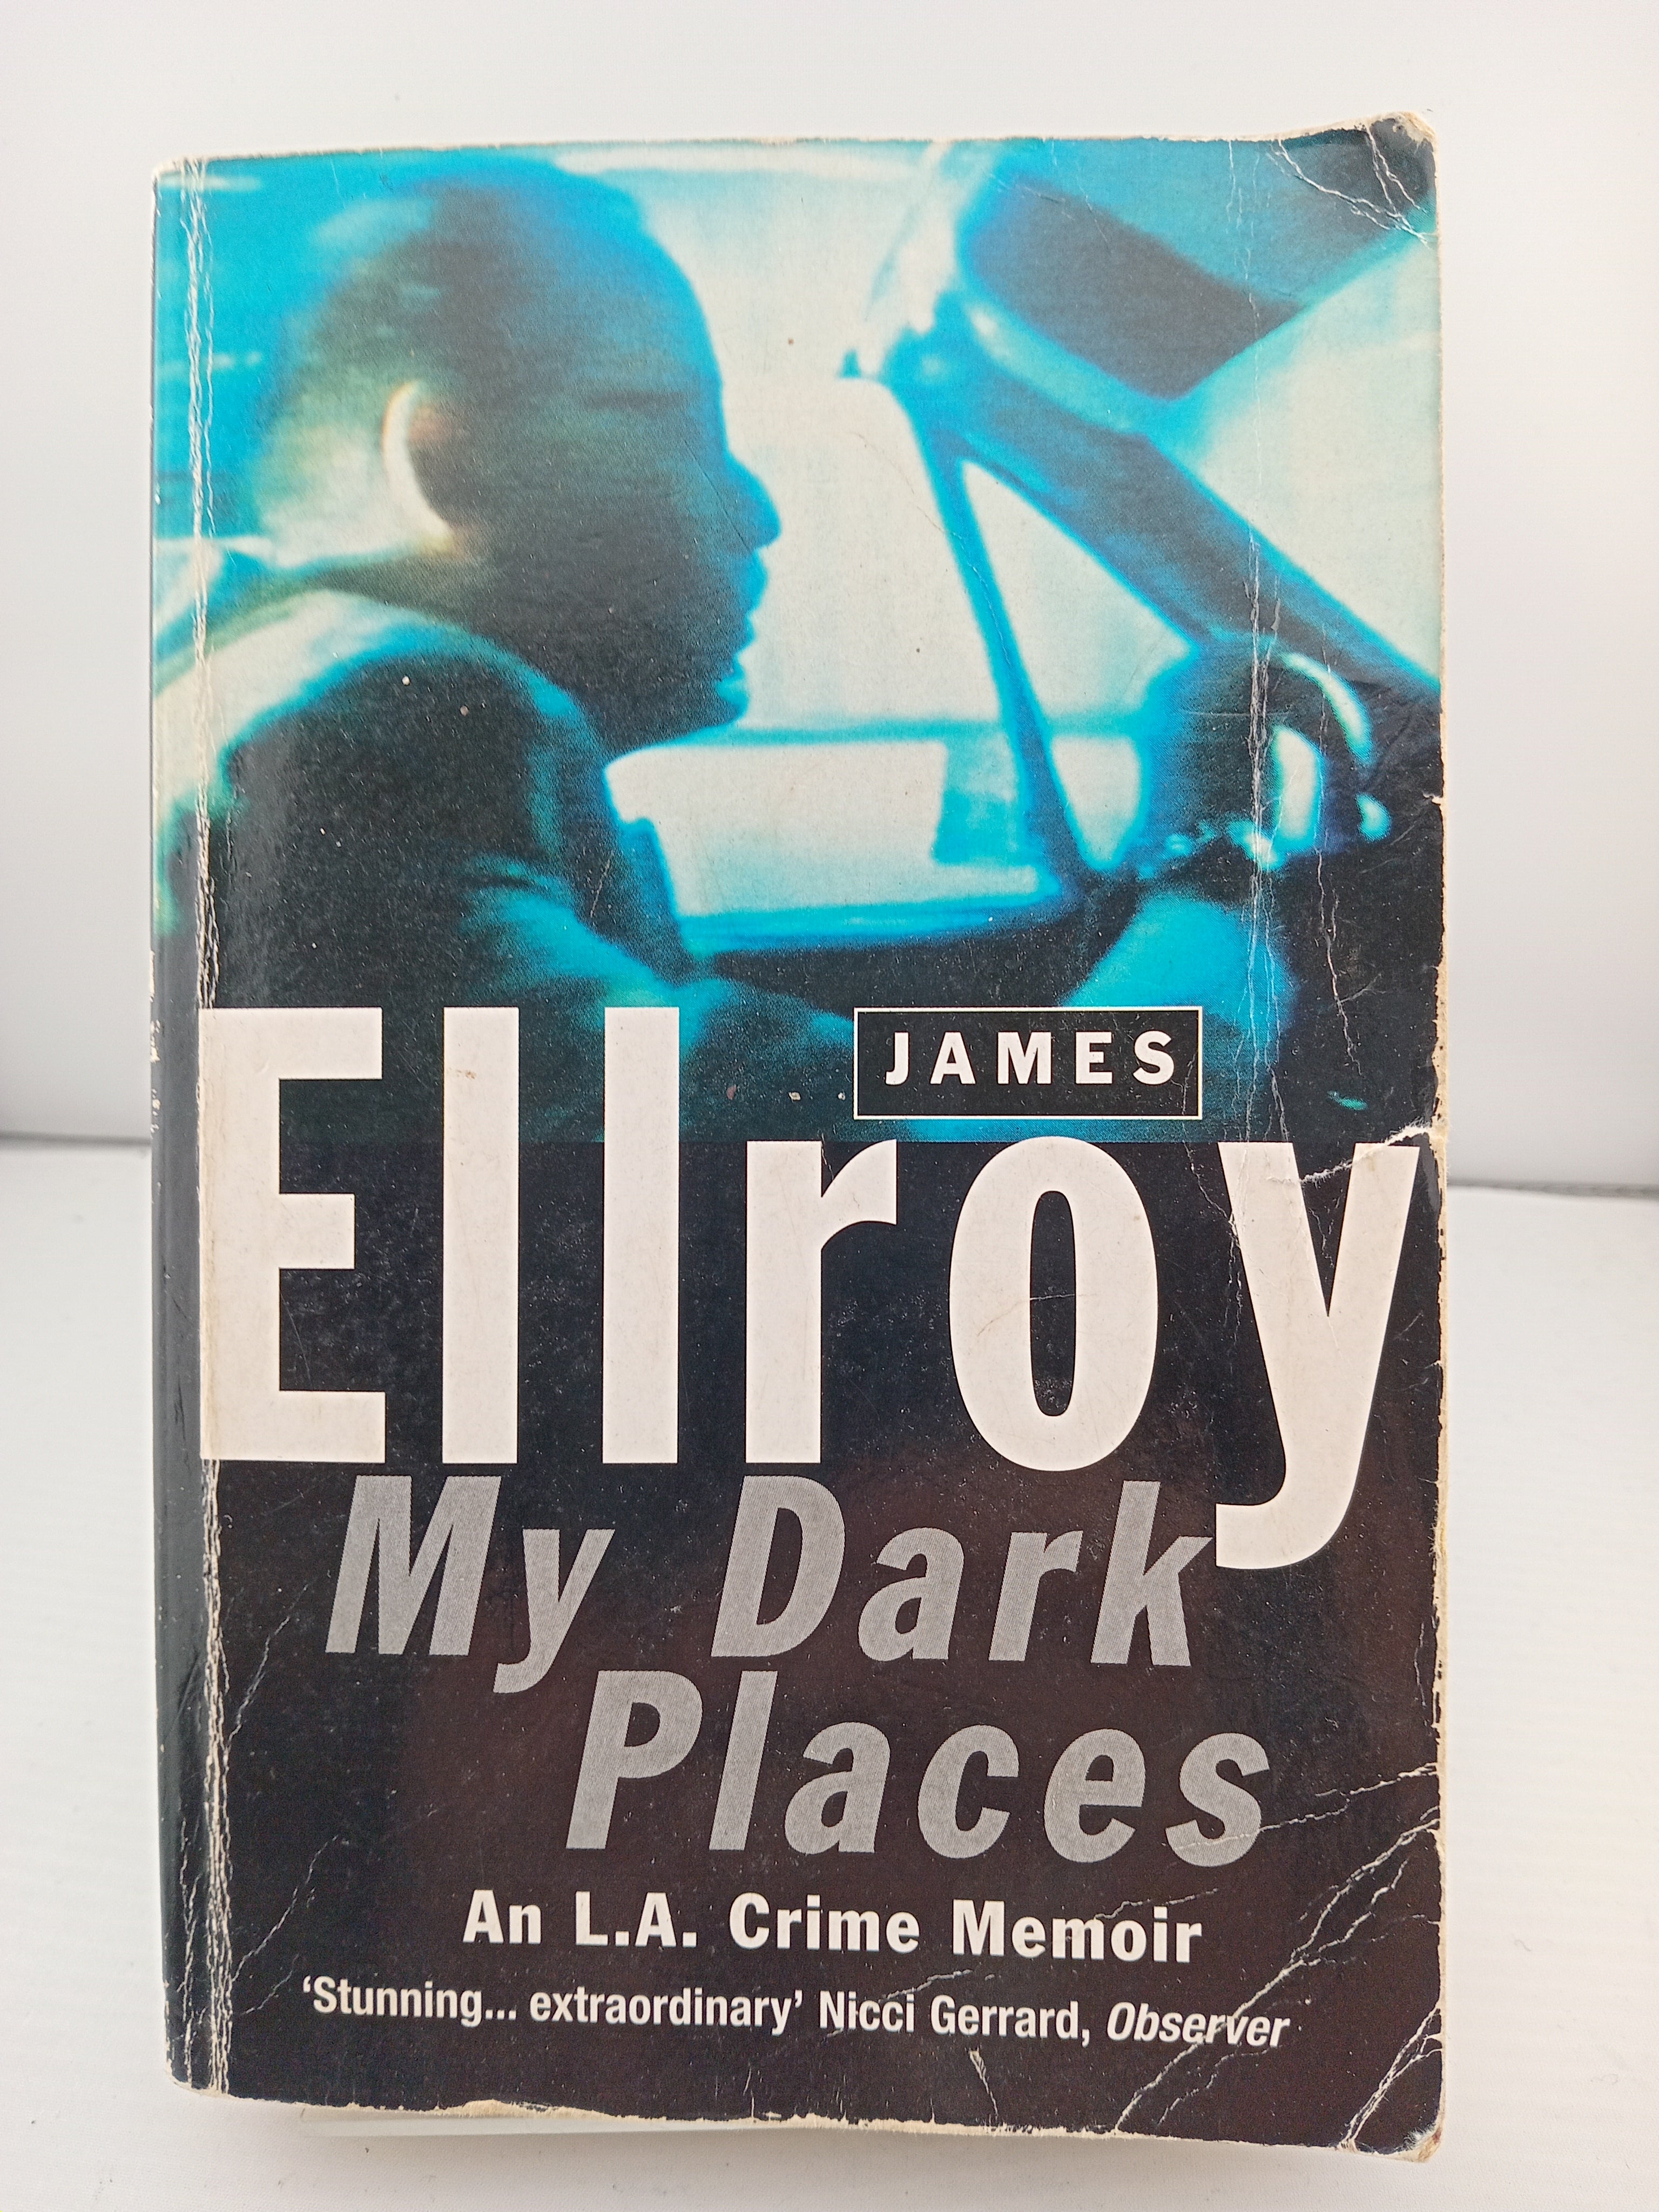 JAMES
Ellroy
My Dark
Places
An L.A. Crime Memoir
‘Stunning... extraordinary’ Nicci Gerrard, Observer